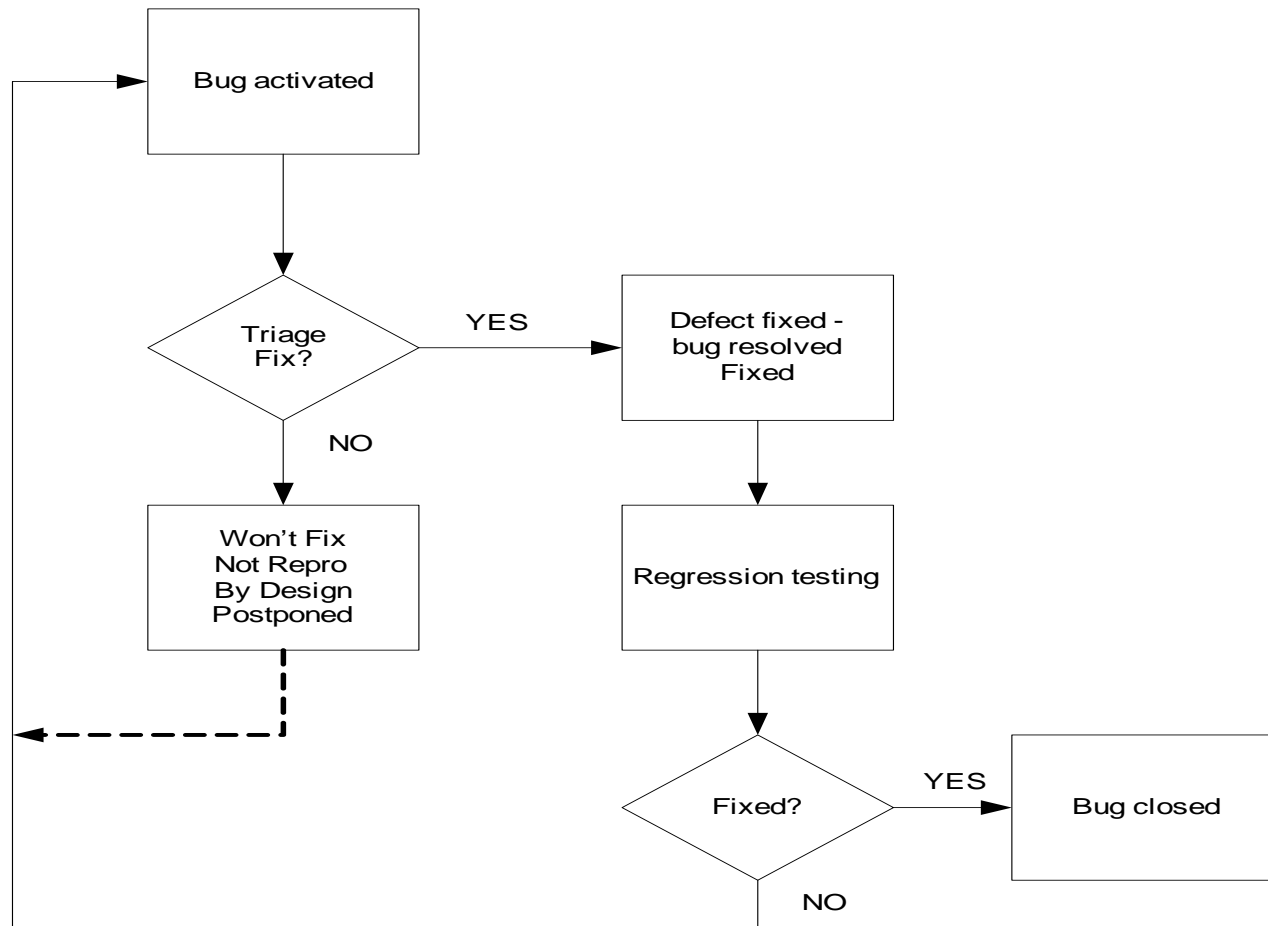 Bug activated
Triage
Fix?
YES
Defect fixed -
bug resolved
Fixed
NO
Won't Fix
Not Repro
By Design
Postponed
Regression testing
Fixed?
YES
Bug closed
NO